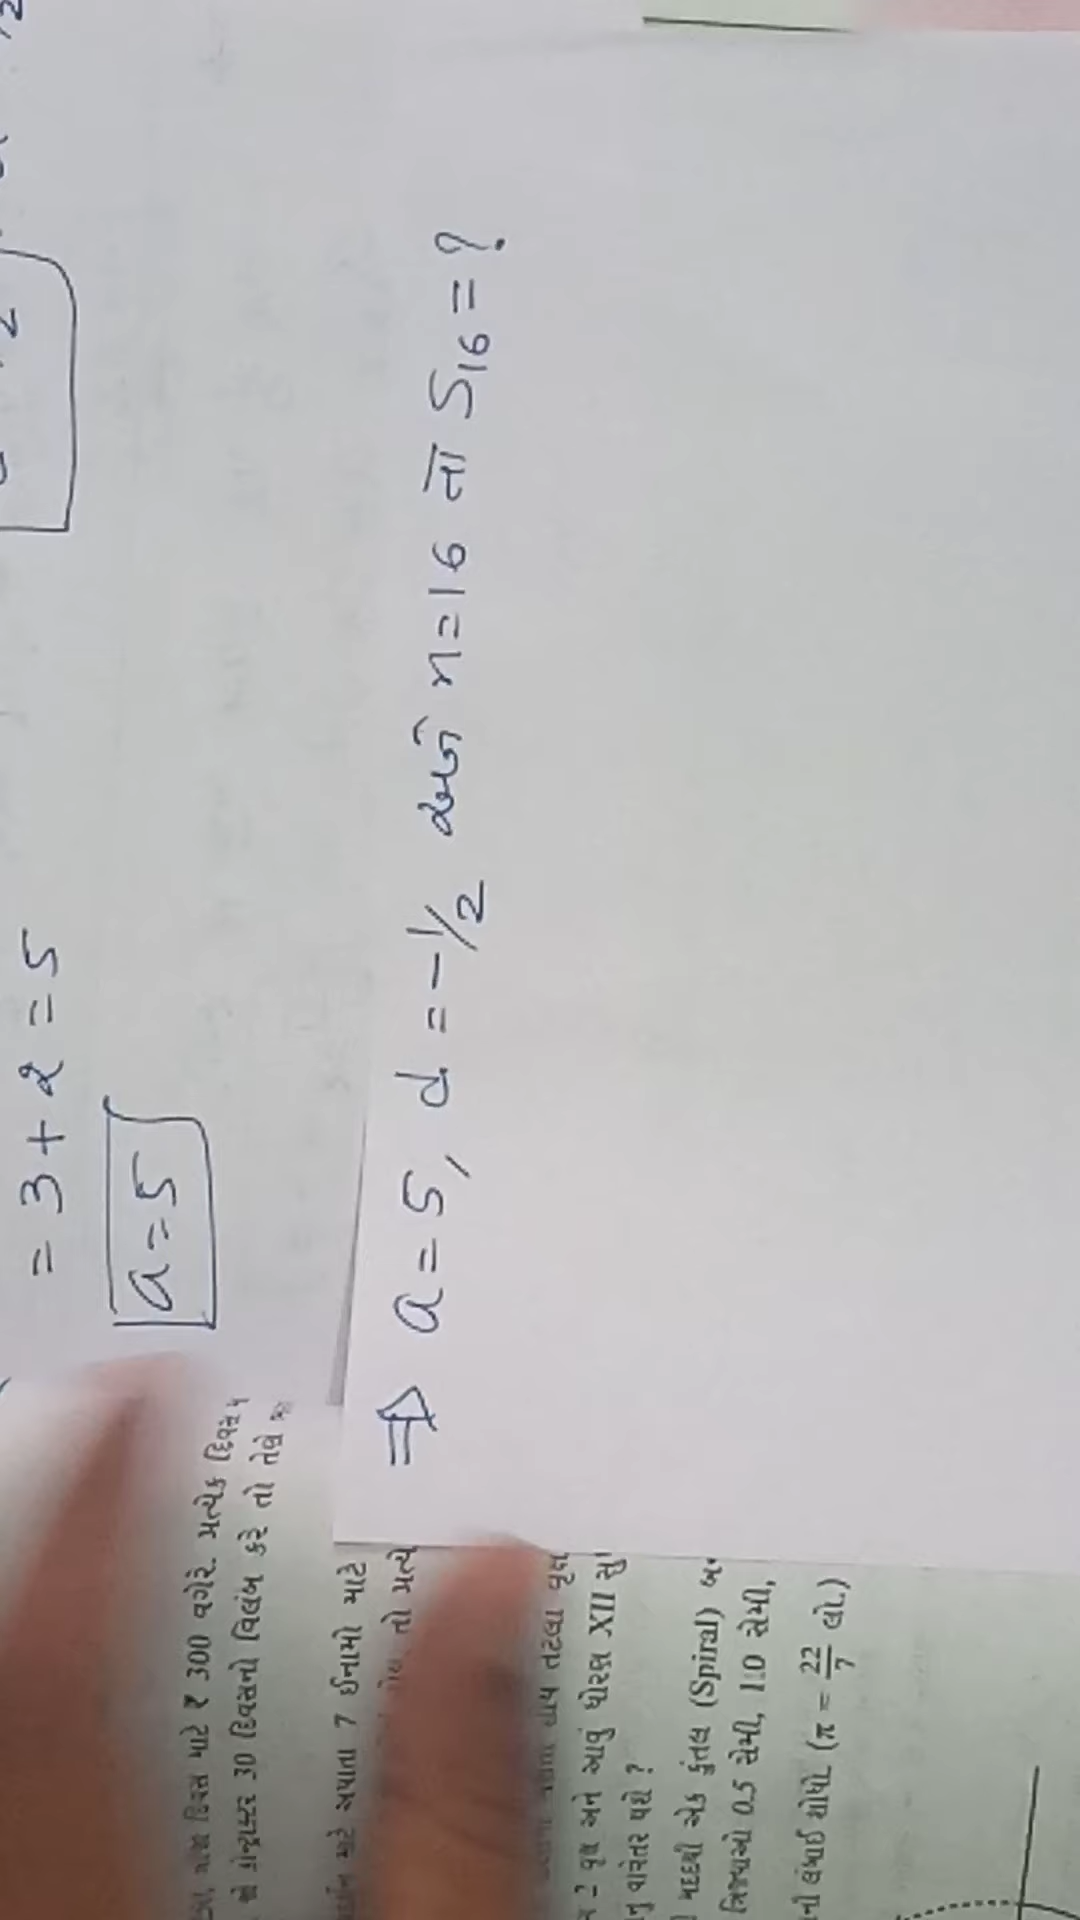 = 3 + 2 = 5
a = 5
⇒ a = 5, d = -1/2 અને n = 16 તો S₁₆ = ?
દિવસ માટે ₹ 300 વગેરે. પ્રત્યેક દિવસે
જો કોન્ટ્રાક્ટર 30 દિવસનો વિલંબ કરે તો તેણે
માટે અપાતા 7 ઈનામો માટે
તો પ્રત્યે
2 વૃક્ષ અને આવું ધોરણ XII સુ
વાવેતર થશે ?
મદદથી એક કુંતલ (Spiral) બ
ત્રિજ્યાઓ 0.5 સેમી, 1.0 સેમી,
લંબાઈ શોધો. (π = 22/7 લો.)